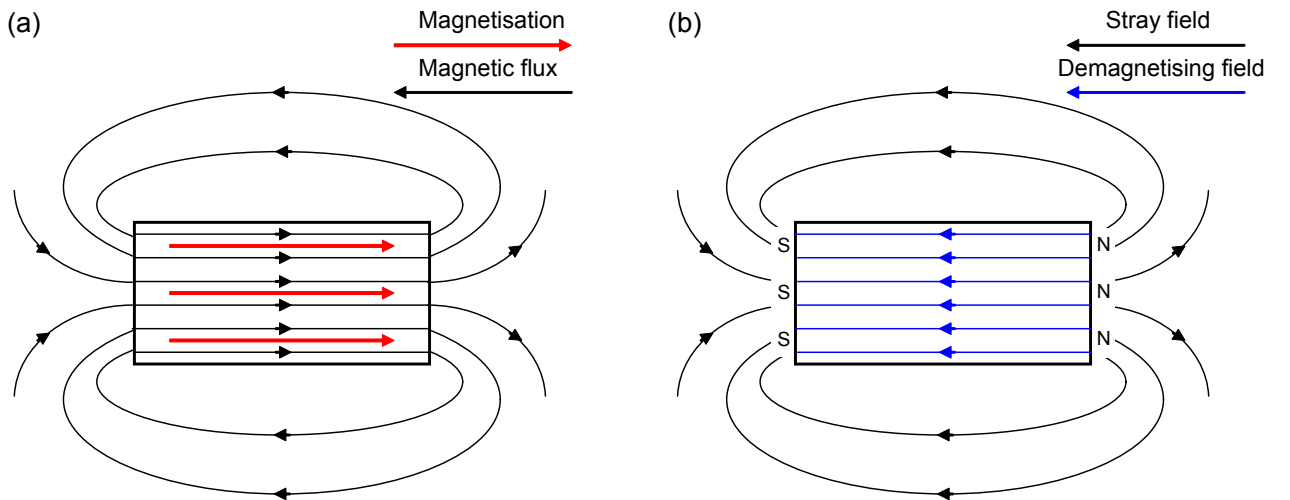 (a)
Magnetisation
Magnetic flux
(b)
Stray field
Demagnetising field
S
N
S
N
S
N